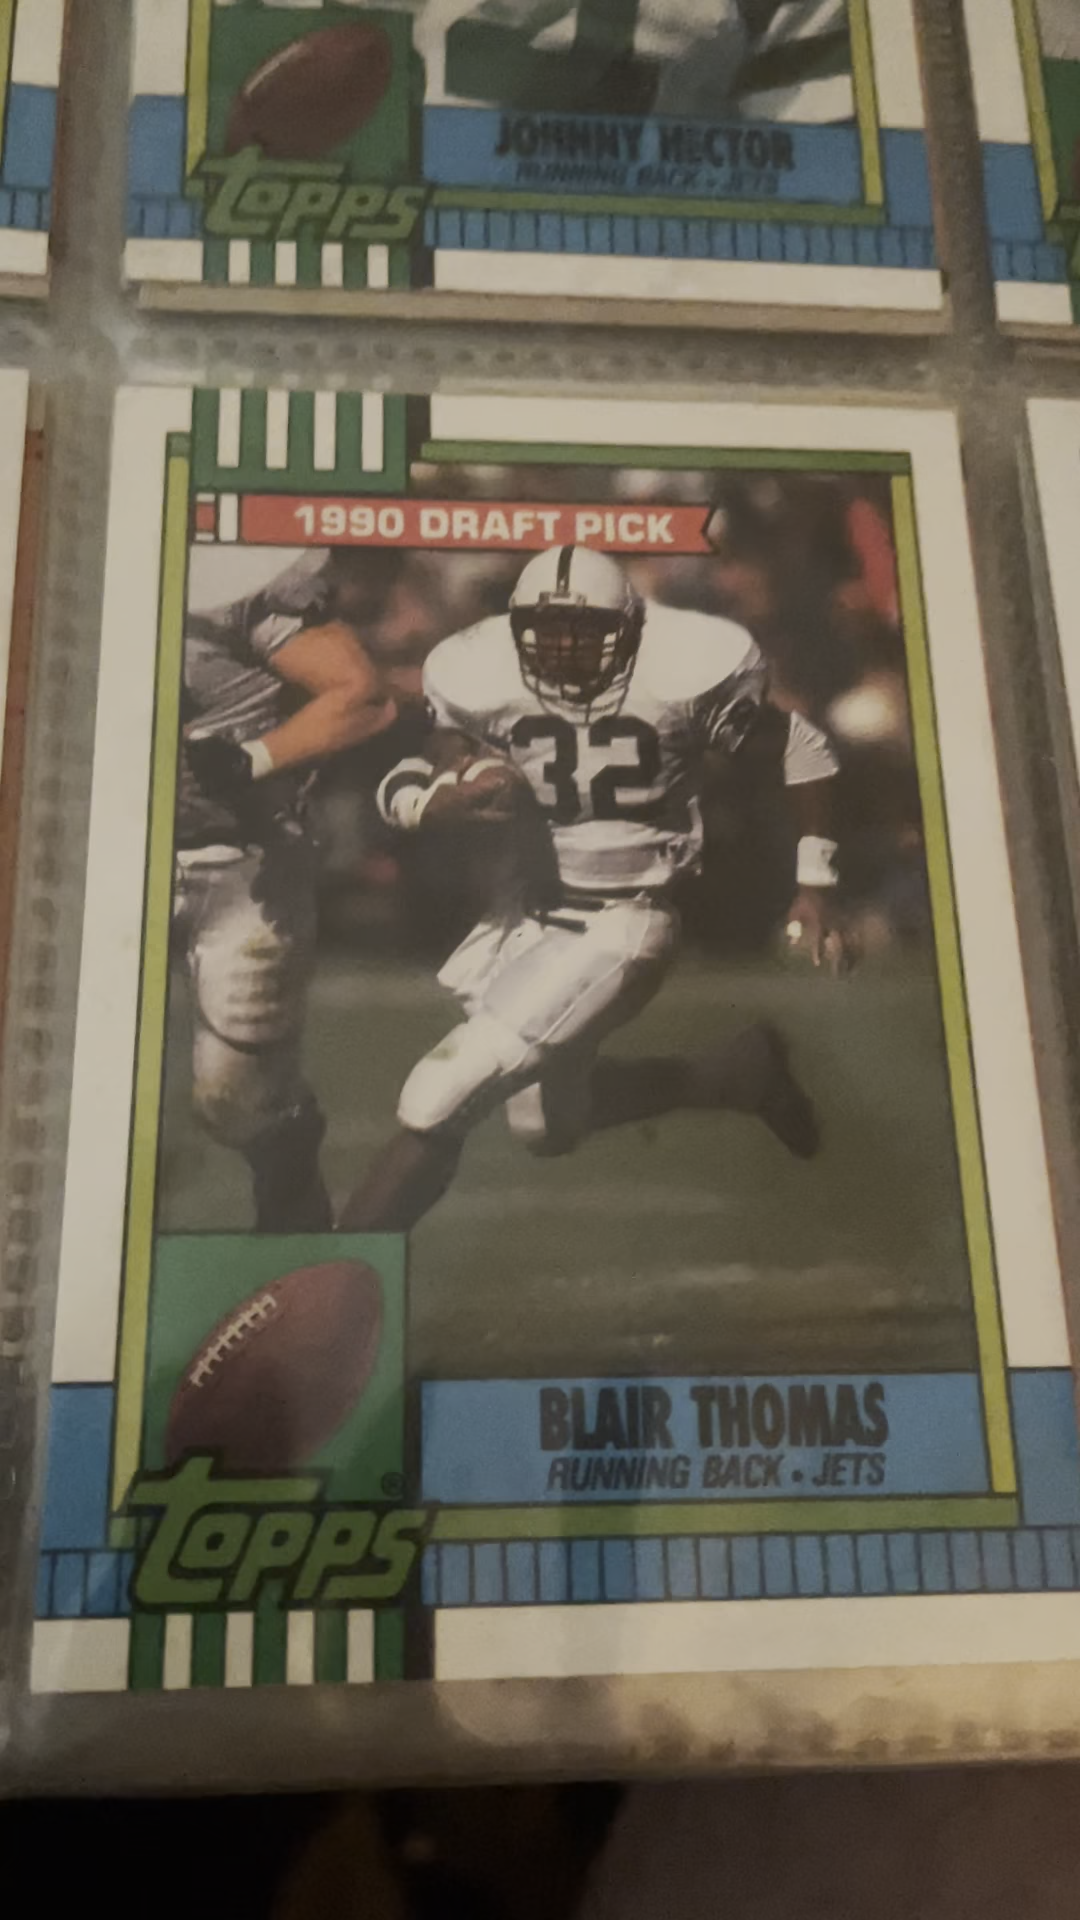 JOHNNY HECTOR
RUNNING BACK • JETS
Topps
1990 DRAFT PICK
32
BLAIR THOMAS
RUNNING BACK • JETS
Topps®